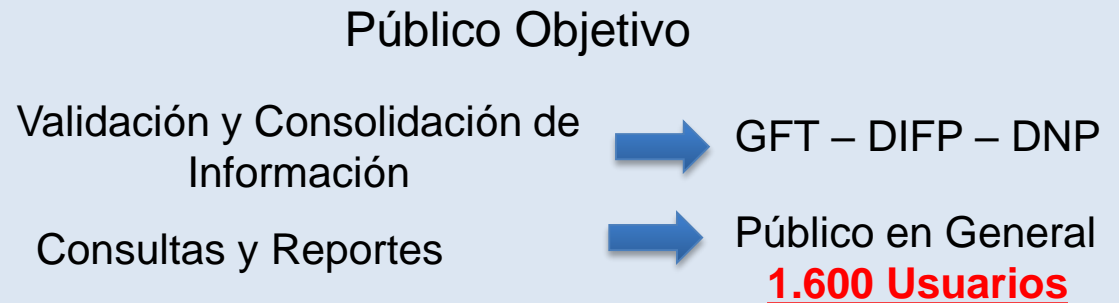 Público Objetivo
Validación y Consolidación de
Información
GFT – DIFP – DNP
Consultas y Reportes
Público en General
1.600 Usuarios